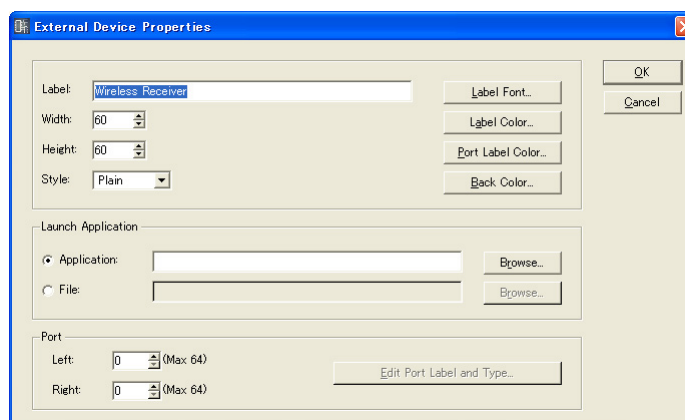 External Device Properties
Label: Wireless Receiver Label Font... OK
Width: 60 Label Color... Cancel
Height: 60 Port Label Color...
Style: Plain Back Color...
Launch Application
Application: Browse...
File: Browse...
Port
Left: 0 (Max 64) Edit Port Label and Type...
Right: 0 (Max 64)